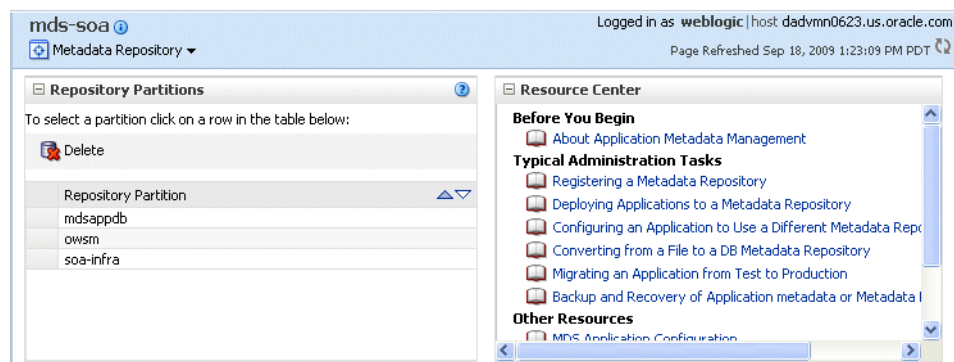 mds-soa
Logged in as weblogic|host dadvmn0623.us.oracle.com
Metadata Repository
Page Refreshed Sep 18, 2009 1:23:09 PM PDT
Repository Partitions
To select a partition click on a row in the table below:
Delete
Repository Partition
mdsappdb
owsm
soa-infra
Resource Center
Before You Begin
About Application Metadata Management
Typical Administration Tasks
Registering a Metadata Repository
Deploying Applications to a Metadata Repository
Configuring an Application to Use a Different Metadata Repo
Converting from a File to a DB Metadata Repository
Migrating an Application from Test to Production
Backup and Recovery of Application metadata or Metadata
Other Resources
MDS Application Configuration